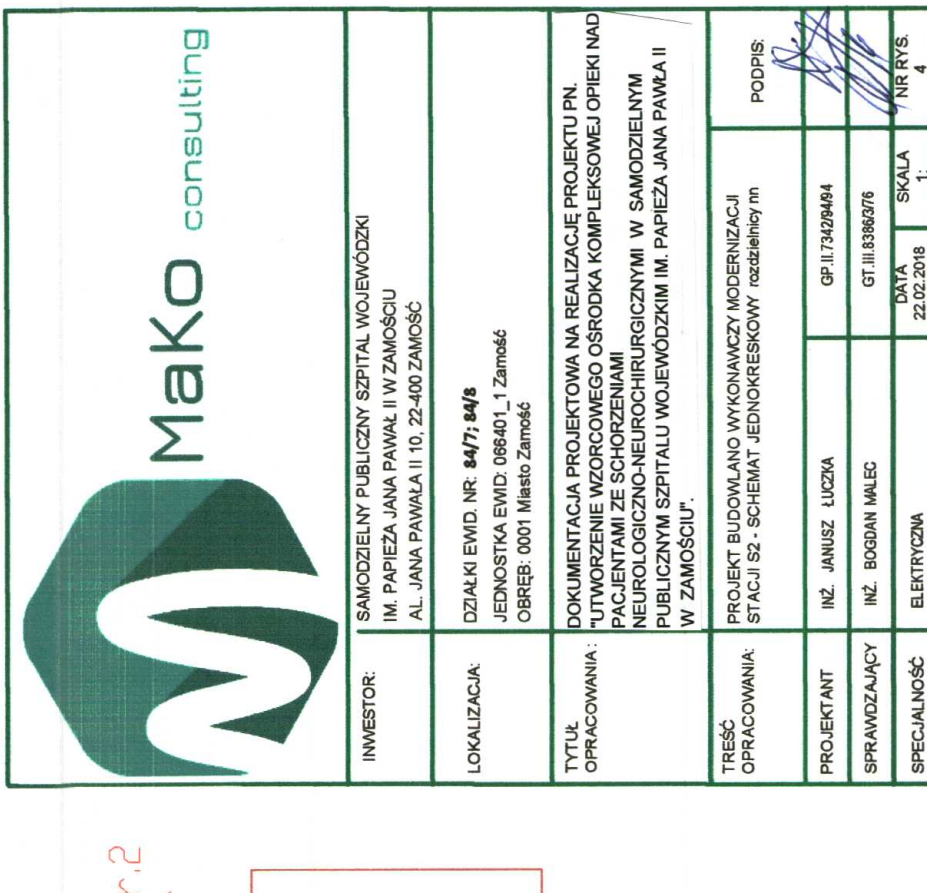 MaKo consulting
INWESTOR:
SAMODZIELNY PUBLICZNY SZPITAL WOJEWÓDZKI
IM. PAPIEŻA JANA PAWAŁ II W ZAMOŚCIU
AL. JANA PAWAŁA II 10, 22-400 ZAMOŚĆ
LOKALIZACJA:
DZIAŁKI EWID. NR: 84/7; 84/8
JEDNOSTKA EWID: 066401_1 Zamość
OBRĘB: 0001 Miasto Zamość
TYTUŁ
OPRACOWANIA :
DOKUMENTACJA PROJEKTOWA NA REALIZACJĘ PROJEKTU PN.
"UTWORZENIE WZORCOWEGO OŚRODKA KOMPLEKSOWEJ OPIEKI NAD
PACJENTAMI ZE SCHORZENIAMI
NEUROLOGICZNO-NEUROCHIRURGICZNYMI W SAMODZIELNYM
PUBLICZNYM SZPITALU WOJEWÓDZKIM IM. PAPIEŻA JANA PAWŁA II
W ZAMOŚCIU".
TREŚĆ
OPRACOWANIA:
PROJEKT BUDOWLANO WYKONAWCZY MODERNIZACJI
STACJI S2 - SCHEMAT JEDNOKRESKOWY rozdzielnicy nn
PODPIS:
PROJEKTANT INŻ. JANUSZ ŁUCZKA GP.II.7342/94/94
SPRAWDZAJĄCY INŻ. BOGDAN MALEC GT.III.8386/3/76
SPECJALNOŚĆ ELEKTRYCZNA
DATA
22.02.2018
SKALA
1:
NR RYS.
4
r.2